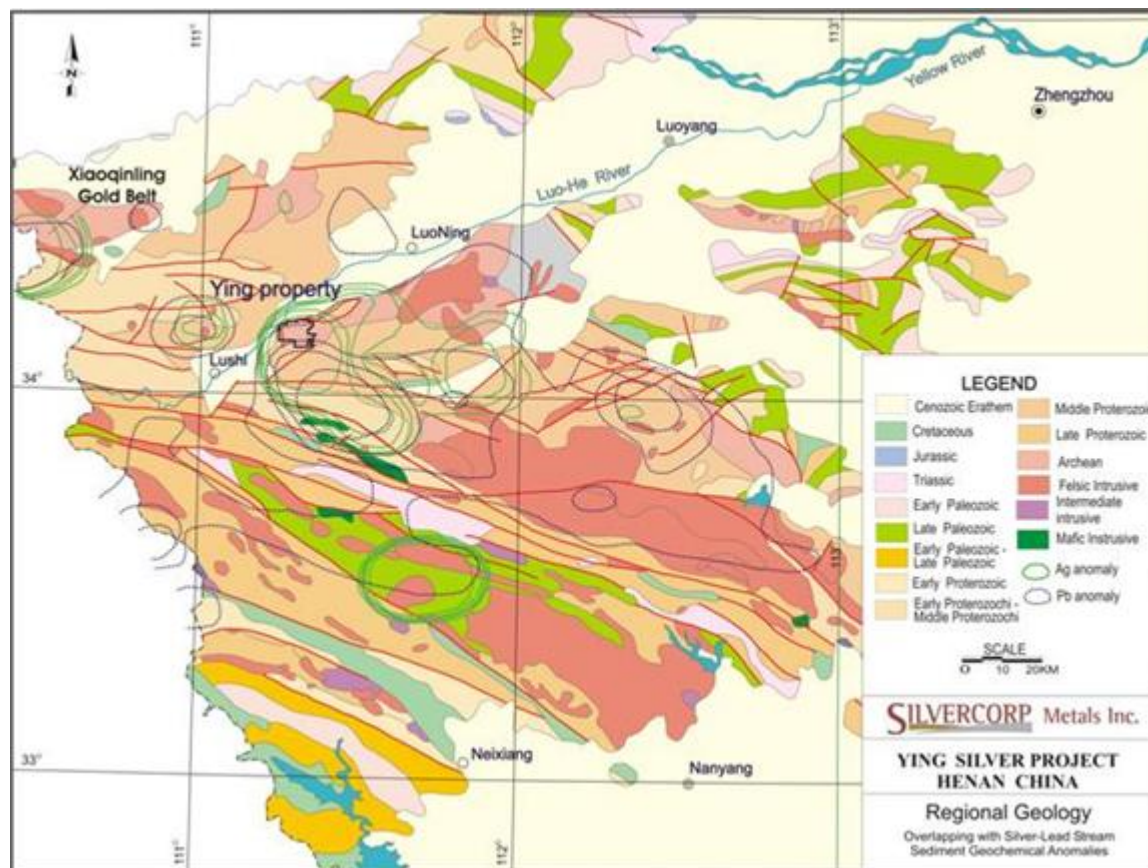 111°
112°
113°
N
Yellow River
Zhengzhou
Luoyang
Luo-He River
Xiaoqinling
Gold Belt
LuoNing
Ying property
Lushi
34°
LEGEND
Cenozoic Erathem
Cretaceous
Jurassic
Triassic
Early Paleozoic
Late Paleozoic
Early Paleozoic -
Late Paleozoic
Early Proterozoic
Early Proterozochi -
Middle Proterozochi
Middle Proterozoi
Late Proterozoic
Archean
Felsic Intrusive
Intermediate
intrusive
Mafic Instrusive
Ag anomaly
Pb anomaly
113°
SCALE
0 10 20KM
SILVERCORP Metals Inc.
YING SILVER PROJECT
HENAN CHINA
Regional Geology
Overlapping with Silver-Lead Stream
Sediment Geochemical Anomalies
33°
Neixiang
Nanyang
111°
112°